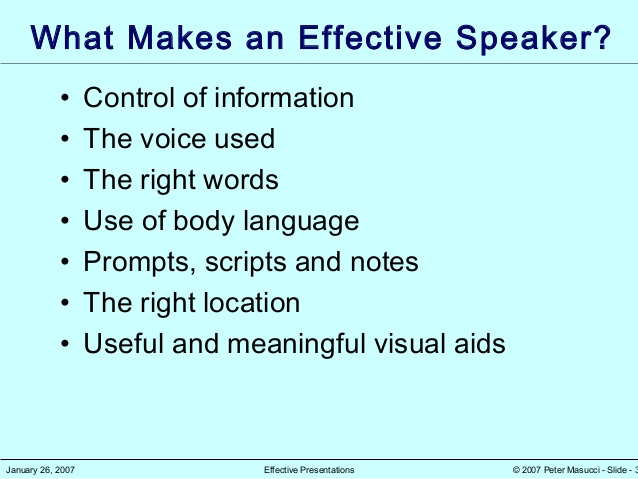 What Makes an Effective Speaker?
• Control of information
• The voice used
• The right words
• Use of body language
• Prompts, scripts and notes
• The right location
• Useful and meaningful visual aids
January 26, 2007 Effective Presentations © 2007 Peter Masucci - Slide - 3